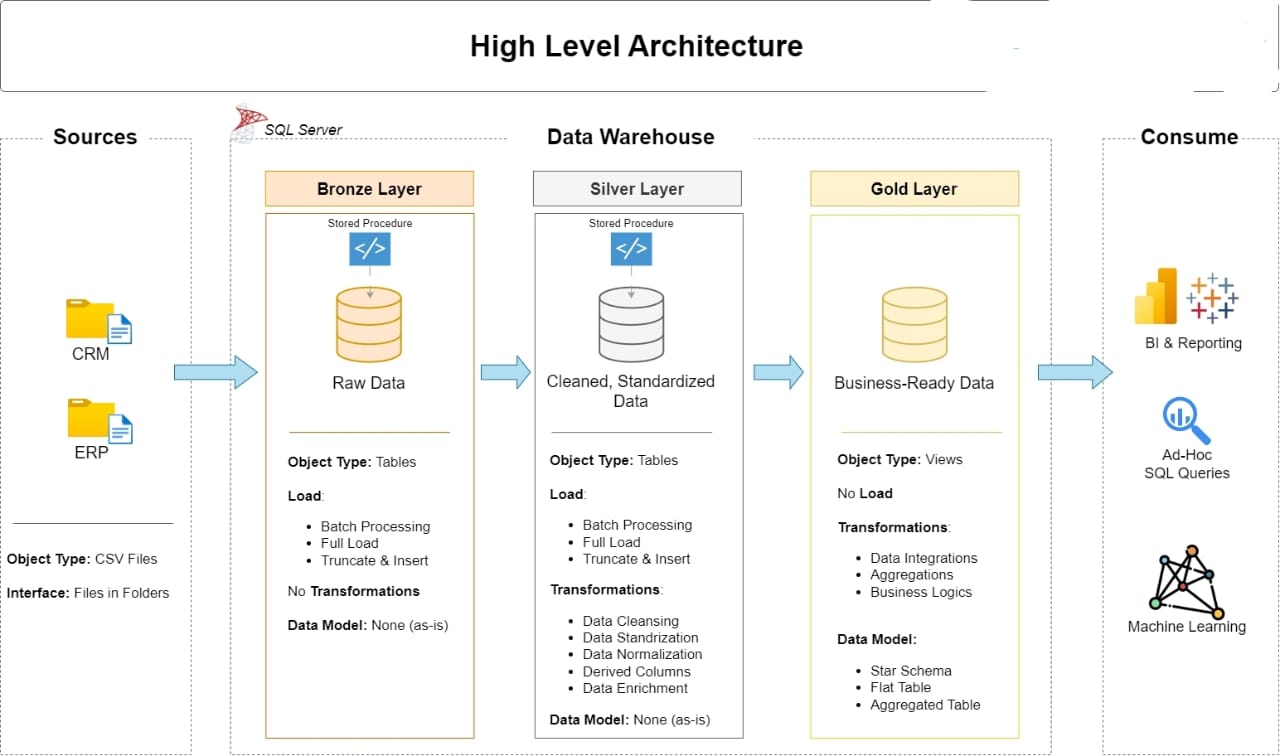 High Level Architecture
Sources
SQL Server
Data Warehouse
Consume
CRM
ERP
Object Type: CSV Files
Interface: Files in Folders
Bronze Layer
Stored Procedure
</>
Raw Data
Object Type: Tables
Load:
• Batch Processing
• Full Load
• Truncate & Insert
No Transformations
Data Model: None (as-is)
Silver Layer
Stored Procedure
</>
Cleaned, Standardized
Data
Object Type: Tables
Load:
• Batch Processing
• Full Load
• Truncate & Insert
Transformations:
• Data Cleansing
• Data Standrization
• Data Normalization
• Derived Columns
• Data Enrichment
Data Model: None (as-is)
Gold Layer
Business-Ready Data
Object Type: Views
No Load
Transformations:
• Data Integrations
• Aggregations
• Business Logics
Data Model:
• Star Schema
• Flat Table
• Aggregated Table
BI & Reporting
Ad-Hoc
SQL Queries
Machine Learning